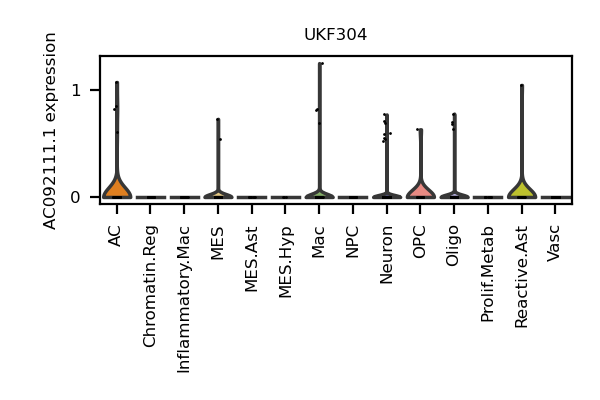 UKF304
AC092111.1 expression
1
0
AC
Chromatin.Reg
Inflammatory.Mac
MES
MES.Ast
MES.Hyp
Mac
NPC
Neuron
OPC
Oligo
Prolif.Metab
Reactive.Ast
Vasc